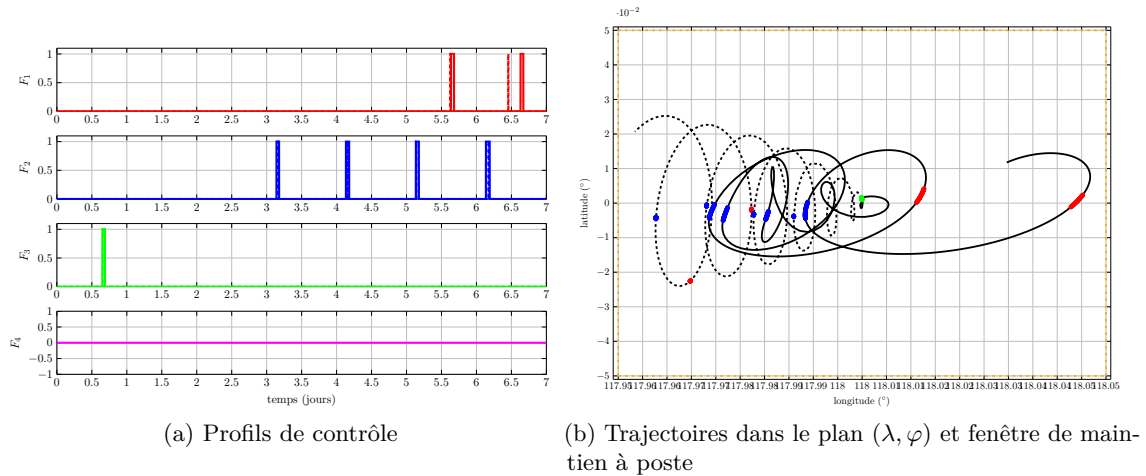 F₁
1
0.5
0
0 0.5 1 1.5 2 2.5 3 3.5 4 4.5 5 5.5 6 6.5 7
F₂
1
0.5
0
0 0.5 1 1.5 2 2.5 3 3.5 4 4.5 5 5.5 6 6.5 7
F₃
1
0.5
0
0 0.5 1 1.5 2 2.5 3 3.5 4 4.5 5 5.5 6 6.5 7
F₄
1
0.5
0
−0.5
−1
0 0.5 1 1.5 2 2.5 3 3.5 4 4.5 5 5.5 6 6.5 7
temps (jours)
(a) Profils de contrôle
·10⁻²
5
4
3
2
1
0
−1
−2
−3
−4
−5
latitude (°)
117.95 117.96 117.96 117.97 117.97 117.98 117.98 117.99 117.99 118 118 118.01 118.01 118.02 118.02 118.03 118.03 118.04 118.04 118.05 118.05
longitude (°)
(b) Trajectoires dans le plan (λ, φ) et fenêtre de main-
tien à poste